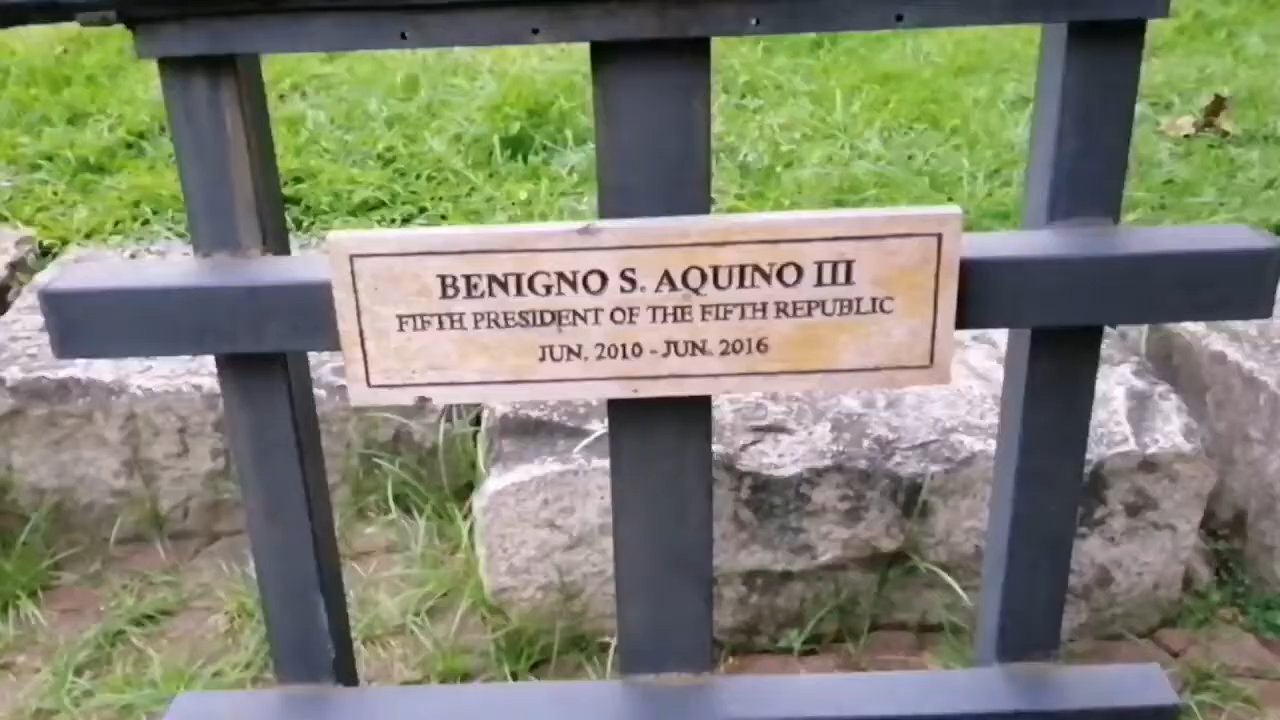 BENIGNO S. AQUINO III
FIFTH PRESIDENT OF THE FIFTH REPUBLIC
JUN. 2010 - JUN. 2016